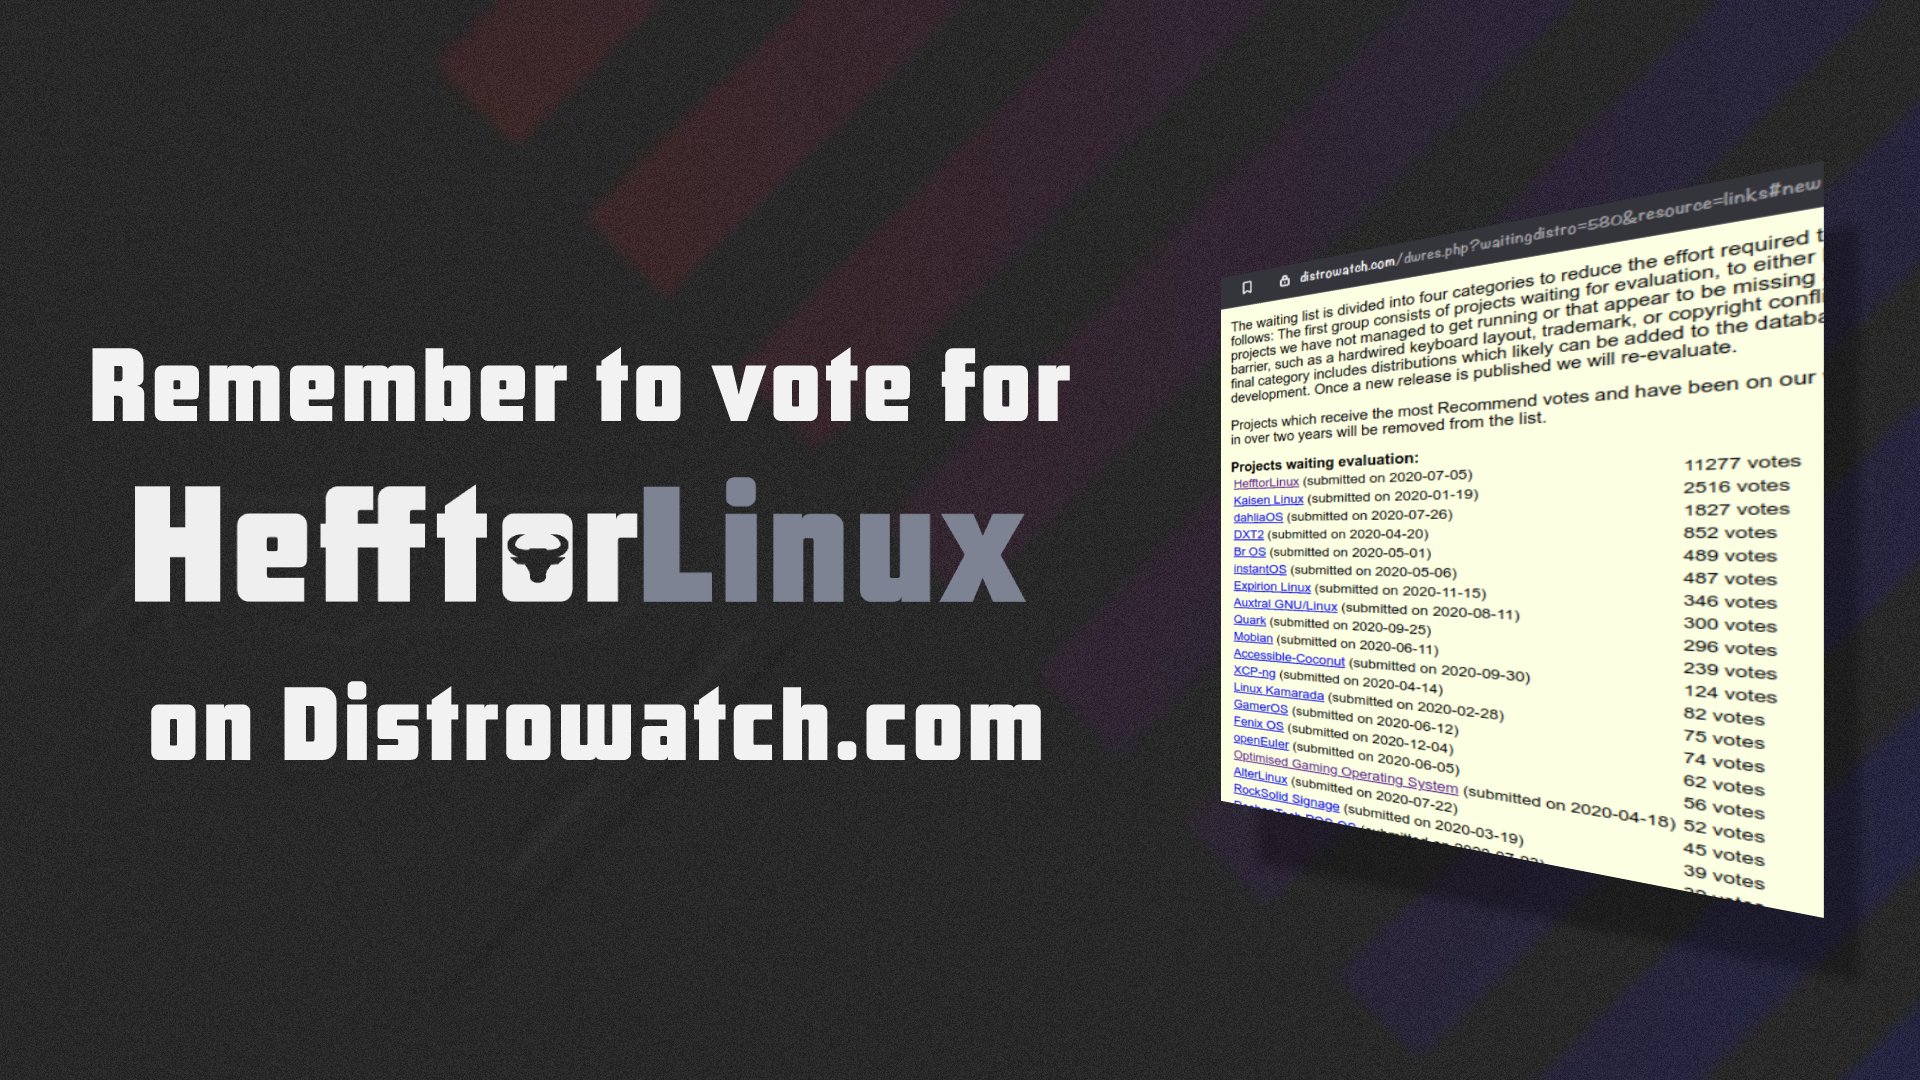 Remember to vote for
HefftorLinux
on Distrowatch.com
distrowatch.com/dwres.php?waitingdistro=580&resource=links#new
The waiting list is divided into four categories to reduce the effort required t
follows: The first group consists of projects waiting for evaluation, to either
projects we have not managed to get running or that appear to be missing
barrier, such as a hardwired keyboard layout, trademark, or copyright confli
final category includes distributions which likely can be added to the databa
development. Once a new release is published we will re-evaluate.
Projects which receive the most Recommend votes and have been on our
in over two years will be removed from the list.
Projects waiting evaluation:
HefftorLinux (submitted on 2020-07-05) 11277 votes
Kaisen Linux (submitted on 2020-01-19) 2516 votes
dahliaOS (submitted on 2020-07-26) 1827 votes
DXT2 (submitted on 2020-04-20) 852 votes
Br OS (submitted on 2020-05-01) 489 votes
instantOS (submitted on 2020-05-06) 487 votes
Expirion Linux (submitted on 2020-11-15) 346 votes
Auxtral GNU/Linux (submitted on 2020-08-11) 300 votes
Quark (submitted on 2020-09-25) 296 votes
Mobian (submitted on 2020-06-11) 239 votes
Accessible-Coconut (submitted on 2020-09-30) 124 votes
XCP-ng (submitted on 2020-04-14) 82 votes
Linux Kamarada (submitted on 2020-02-28) 75 votes
GamerOS (submitted on 2020-06-12) 74 votes
Fenix OS (submitted on 2020-12-04) 62 votes
openEuler (submitted on 2020-06-05) 56 votes
Optimised Gaming Operating System (submitted on 2020-04-18) 52 votes
AlterLinux (submitted on 2020-07-22) 45 votes
RockSolid Signage (submitted on 2020-03-19) 39 votes